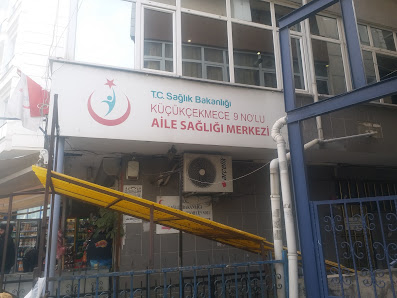 T.C. Sağlık Bakanlığı
KÜÇÜKÇEKMECE 9 NO'LU
AİLE SAĞLIĞI MERKEZİ